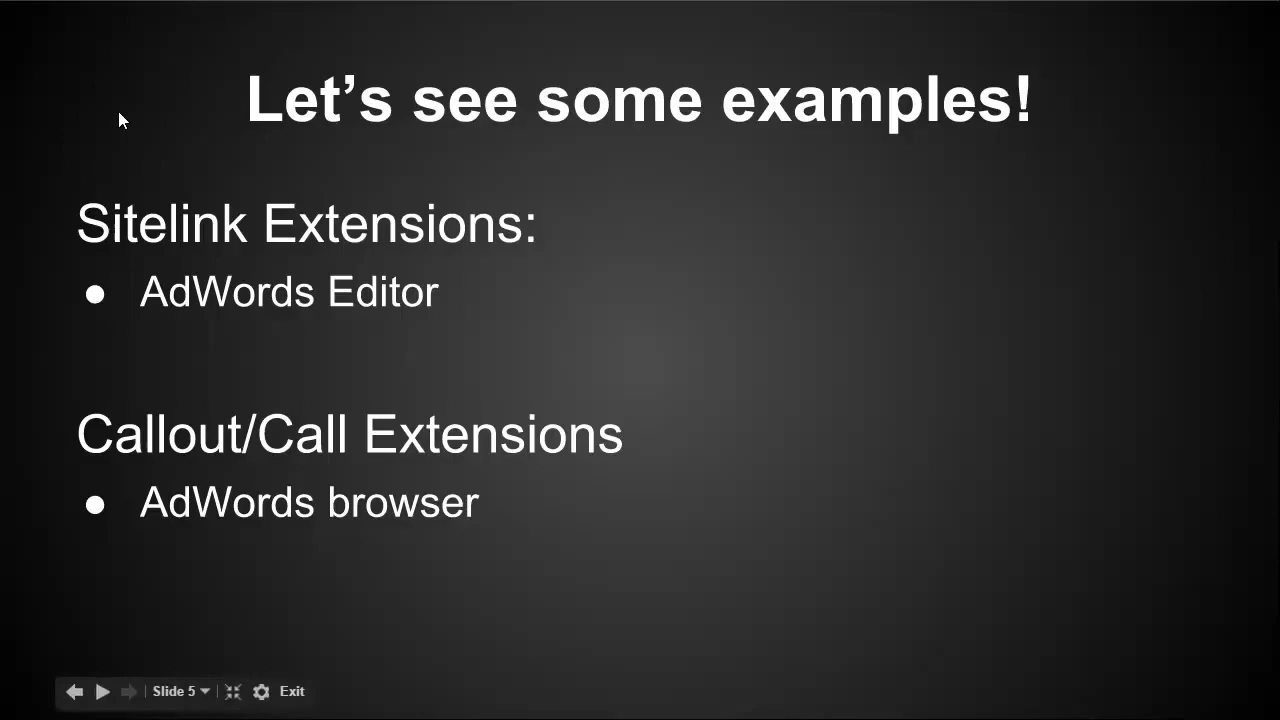 Let’s see some examples!
Sitelink Extensions:
● AdWords Editor
Callout/Call Extensions
● AdWords browser
Slide 5 Exit